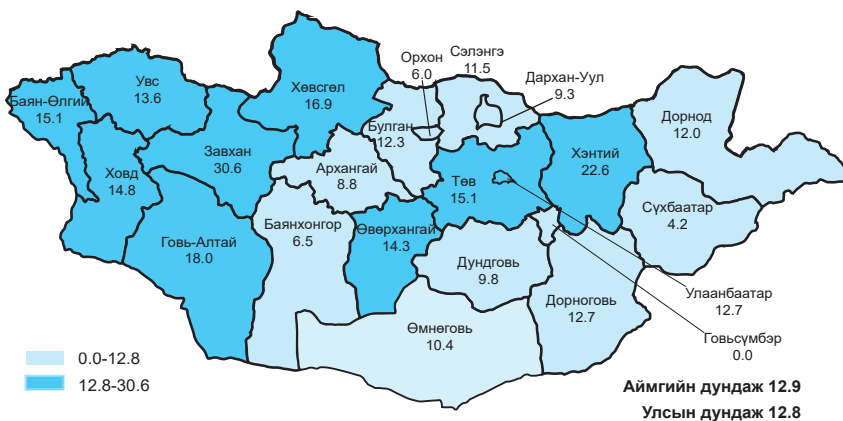 Орхон
6.0
Сэлэнгэ
11.5
Дархан-Уул
9.3
Увс
13.6
Баян-Өлгий
15.1
Хөвсгөл
16.9
Булган
12.3
Дорнод
12.0
Ховд
14.8
Завхан
30.6
Архангай
8.8
Төв
15.1
Хэнтий
22.6
Сүхбаатар
4.2
Говь-Алтай
18.0
Баянхонгор
6.5
Өвөрхангай
14.3
Дундговь
9.8
Дорноговь
12.7
Улаанбаатар
12.7
Говьсүмбэр
0.0
Өмнөговь
10.4
0.0-12.8
12.8-30.6
Аймгийн дундаж 12.9
Улсын дундаж 12.8